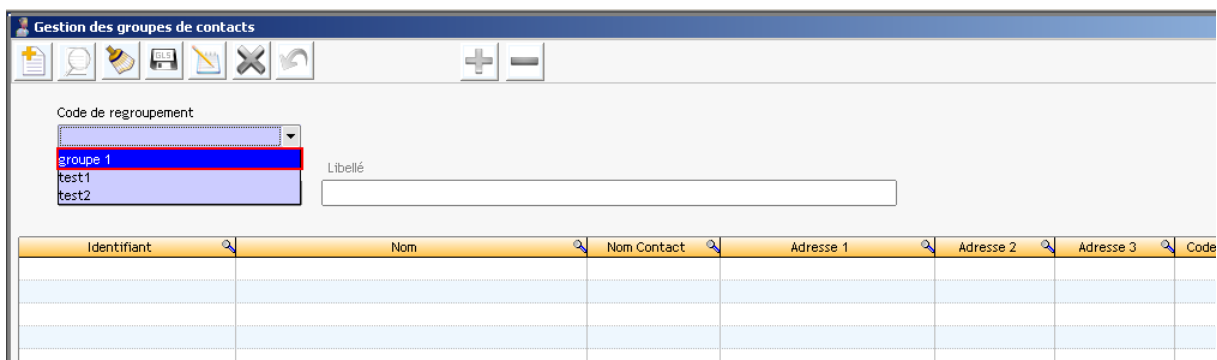 Gestion des groupes de contacts
GLS
Code de regroupement
groupe 1
test1
test2
Libellé
Identifiant Nom Nom Contact Adresse 1 Adresse 2 Adresse 3 Code